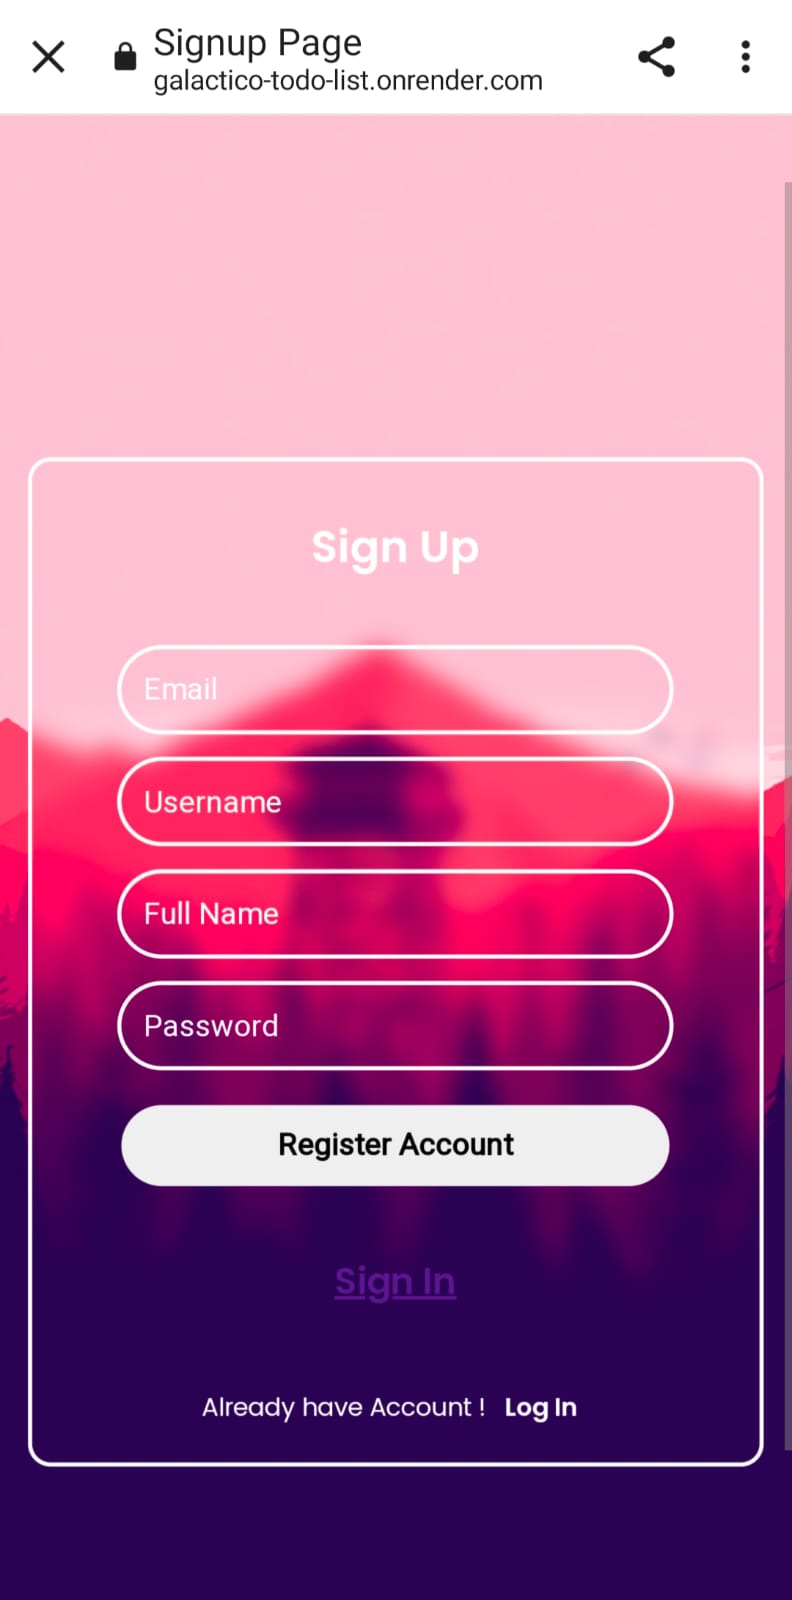 Signup Page
galactico-todo-list.onrender.com
Sign Up
Email
Username
Full Name
Password
Register Account
Sign In
Already have Account ! Log In